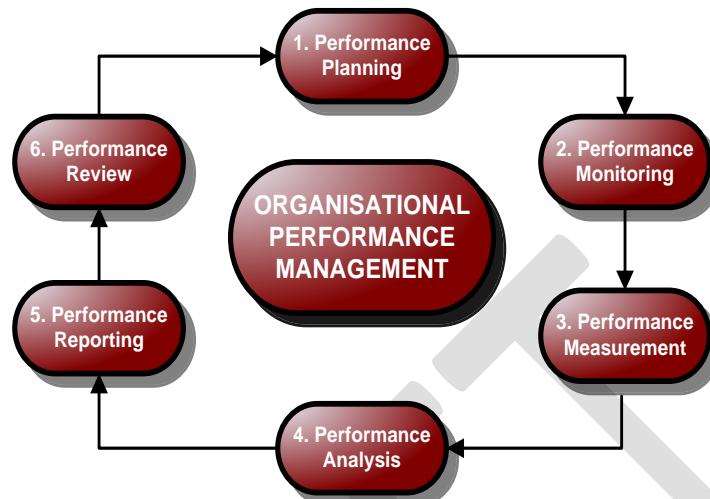 1. Performance
Planning
2. Performance
Monitoring
3. Performance
Measurement
4. Performance
Analysis
5. Performance
Reporting
6. Performance
Review
ORGANISATIONAL
PERFORMANCE
MANAGEMENT